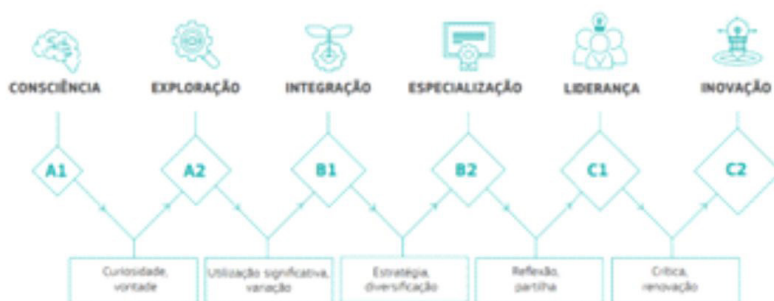 CONSCIÊNCIA
EXPLORAÇÃO
INTEGRAÇÃO
ESPECIALIZAÇÃO
LIDERANÇA
INOVAÇÃO
A1
A2
B1
B2
C1
C2
Curiosidade,
vontade
Utilização significativa,
variação
Estratégia,
diversificação
Reflexão,
partilha
Crítica,
renovação